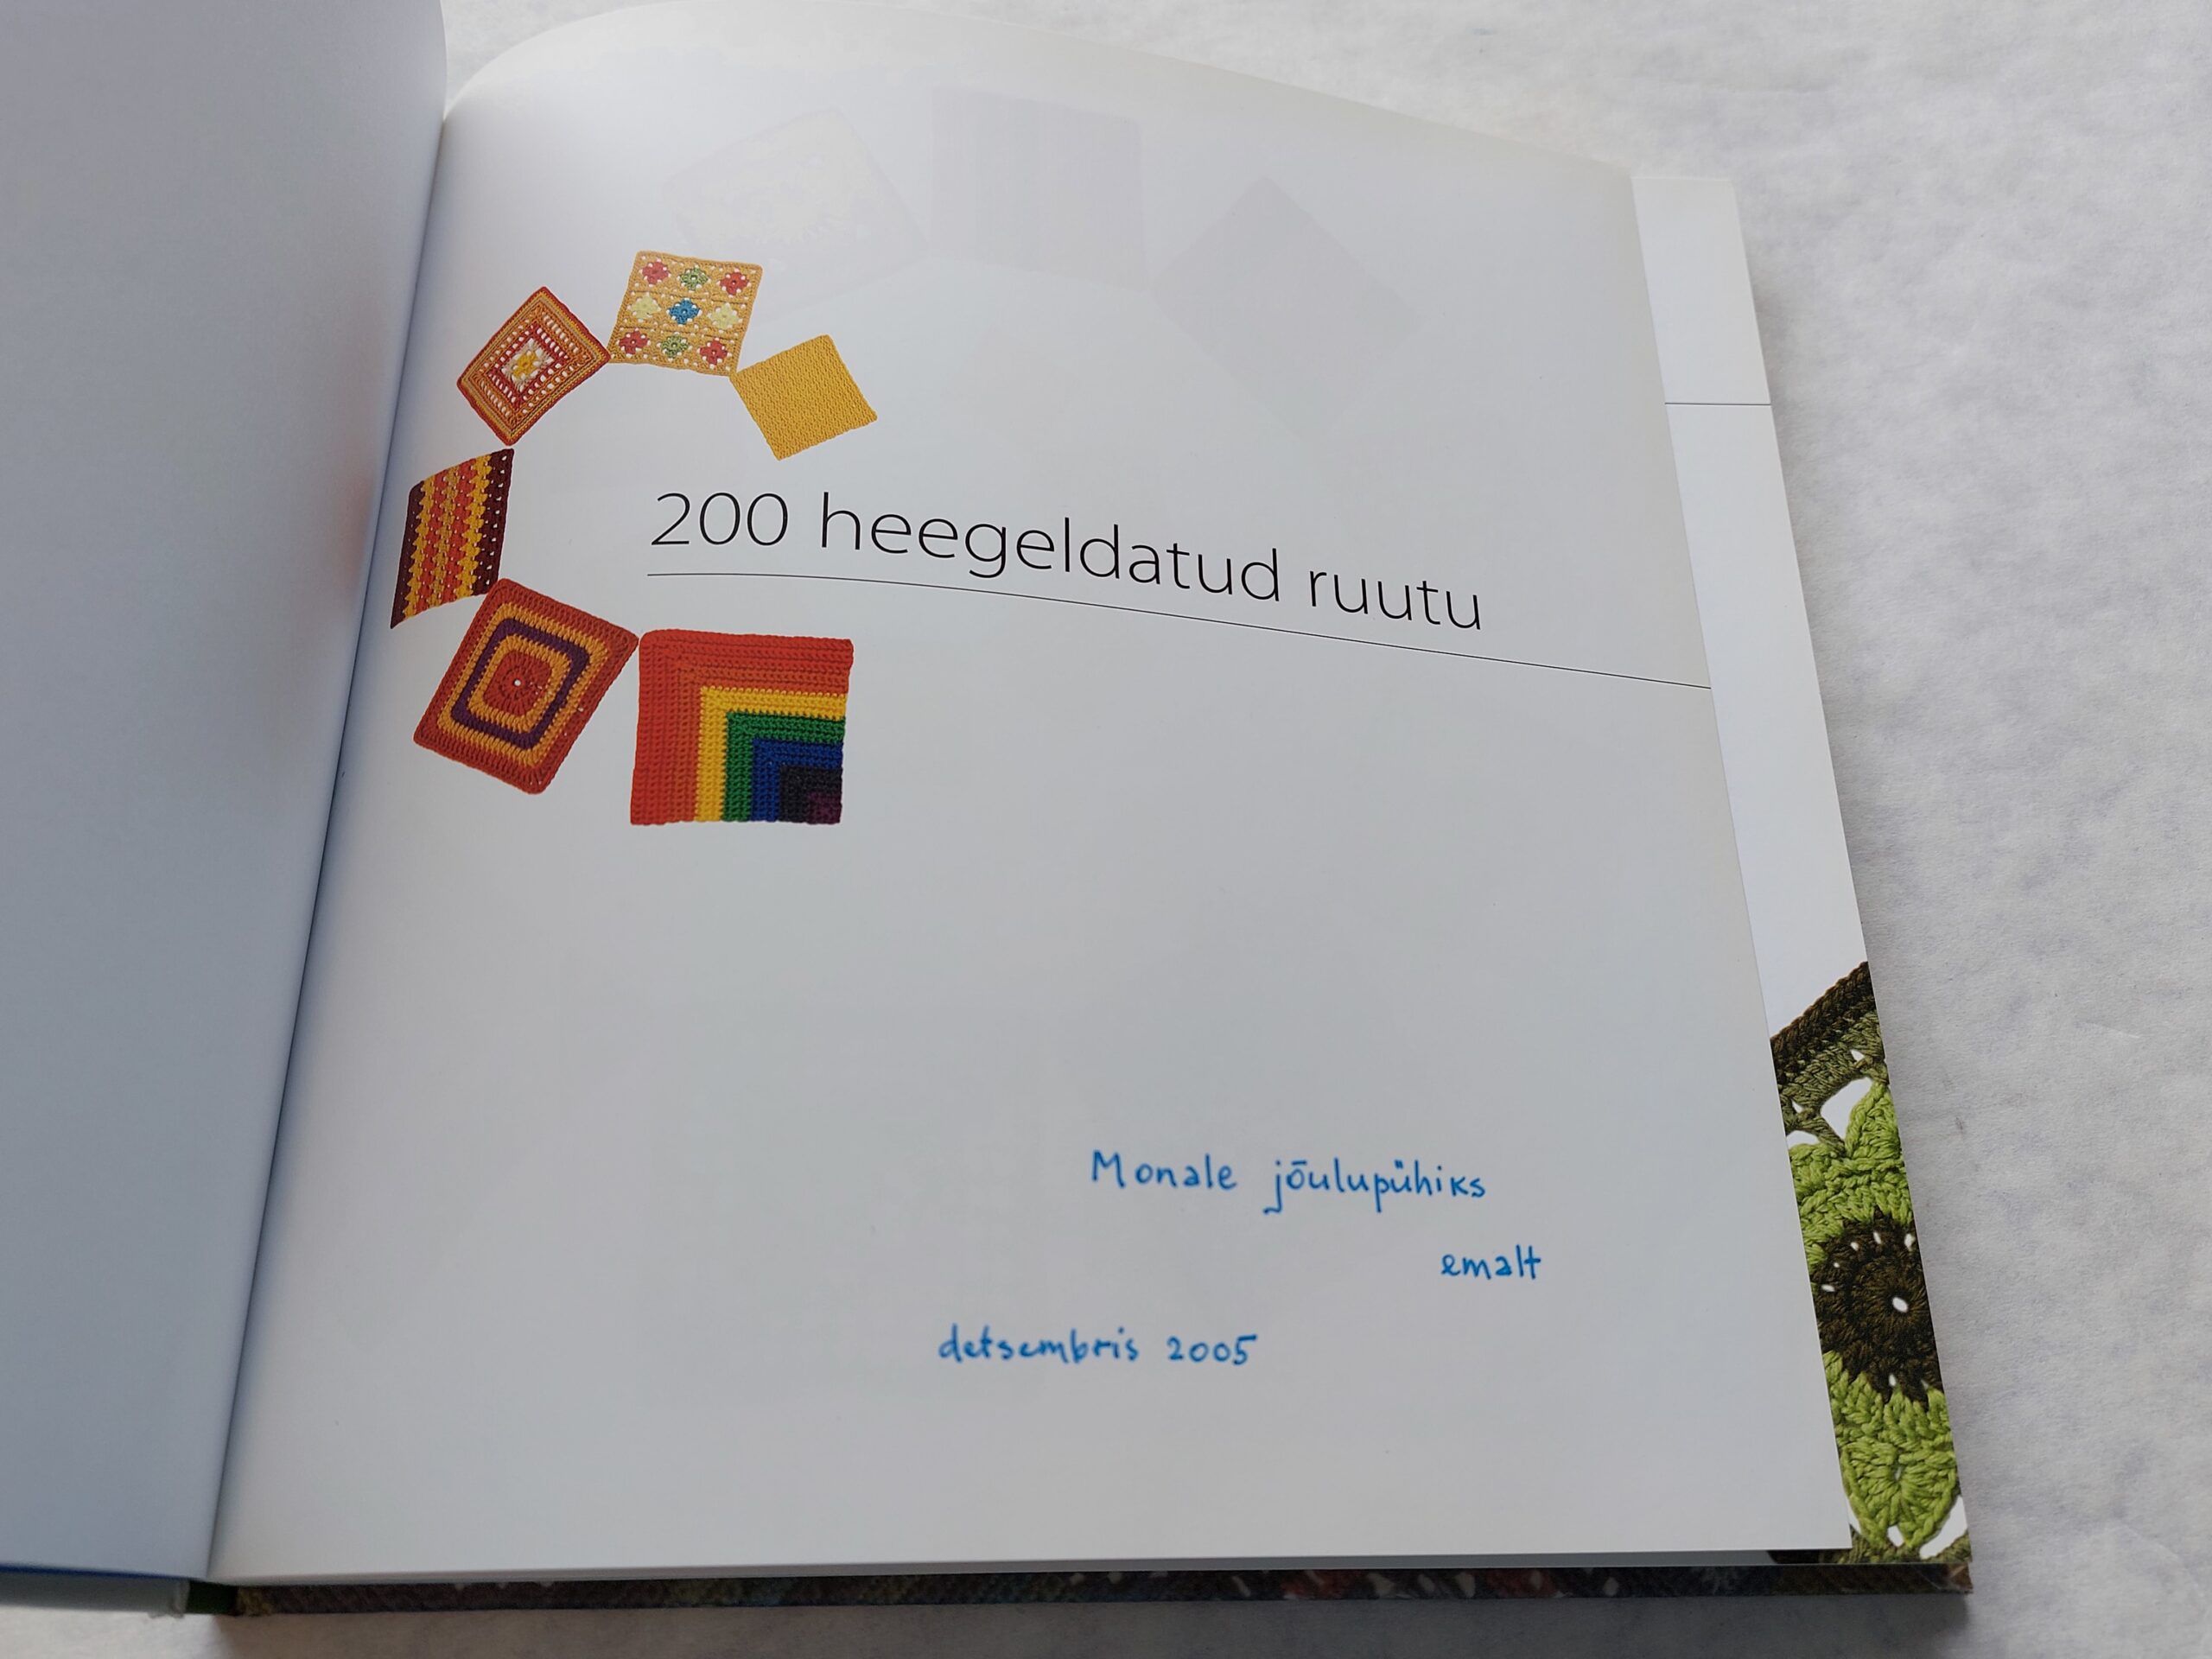 200 heegeldatud ruutu
Monale jõulupühiks
emalt
detsembris 2005